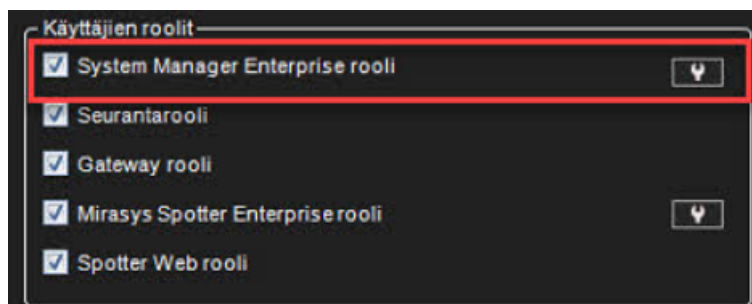 Käyttäjien roolit
System Manager Enterprise rooli
Seurantarooli
Gateway rooli
Mirasys Spotter Enterprise rooli
Spotter Web rooli